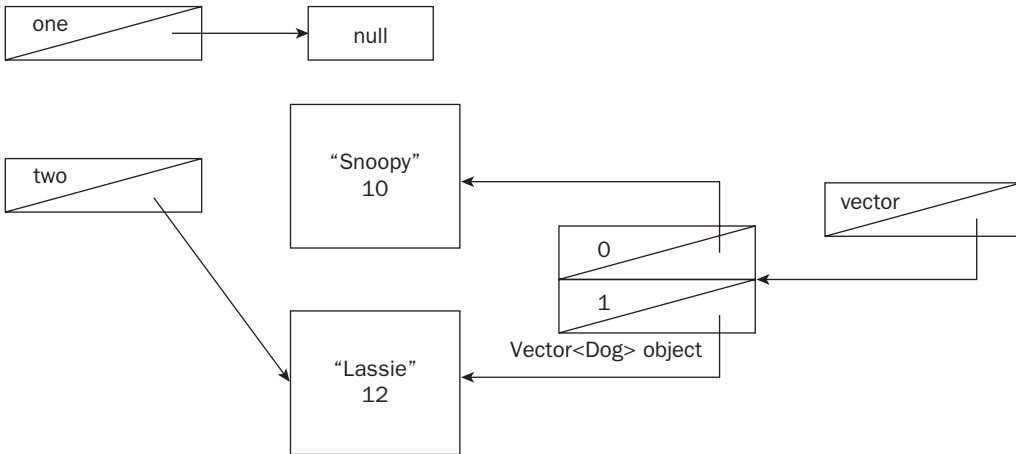 one
null
two
“Snoopy”
10
vector
0
1
Vector<Dog> object
“Lassie”
12